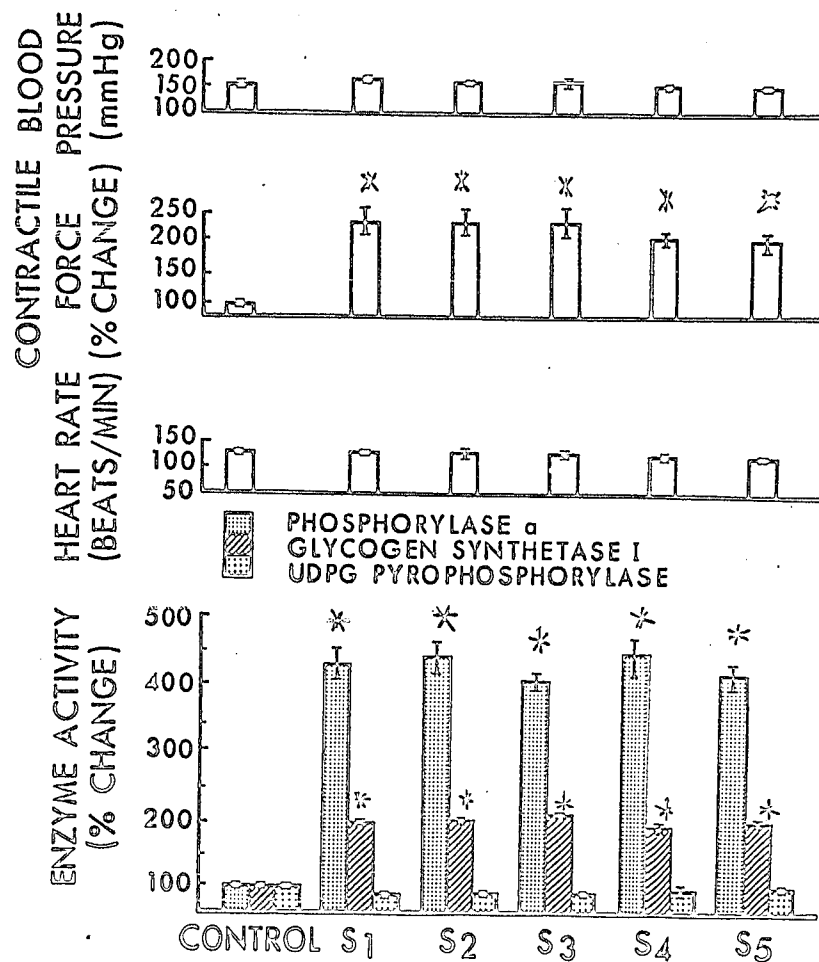 BLOOD PRESSURE (mmHg)
200
150
100
CONTRACTILE FORCE (% CHANGE)
250
200
150
100
HEART RATE (BEATS/MIN)
150
100
50
PHOSPHORYLASE a
GLYCOGEN SYNTHETASE I
UDPG PYROPHOSPHORYLASE
ENZYME ACTIVITY (% CHANGE)
500
400
300
200
100
CONTROL S1 S2 S3 S4 S5